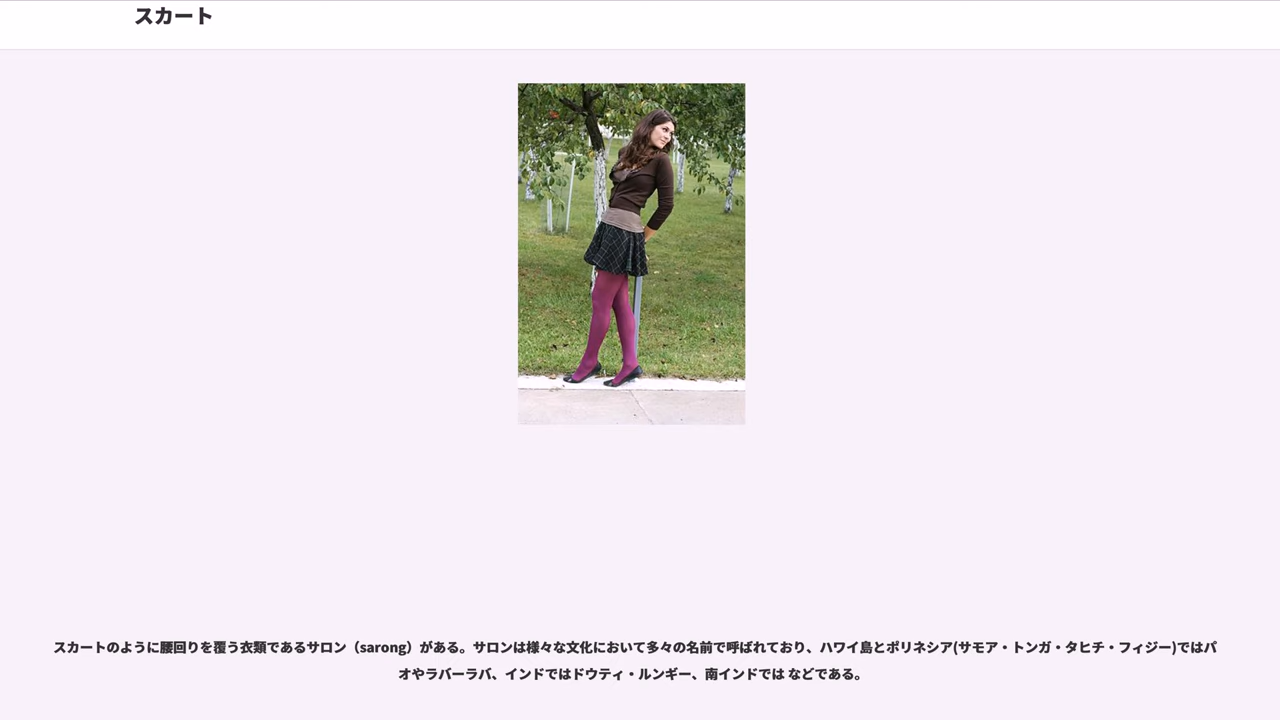 スカート
スカートのように腰回りを覆う衣類であるサロン（sarong）がある。サロンは様々な文化において多々の名前で呼ばれており、ハワイ島とポリネシア(サモア・トンガ・タヒチ・フィジー)ではパ
オやラバーラバ、インドではドウティ・ルンギー、南インドでは などである。